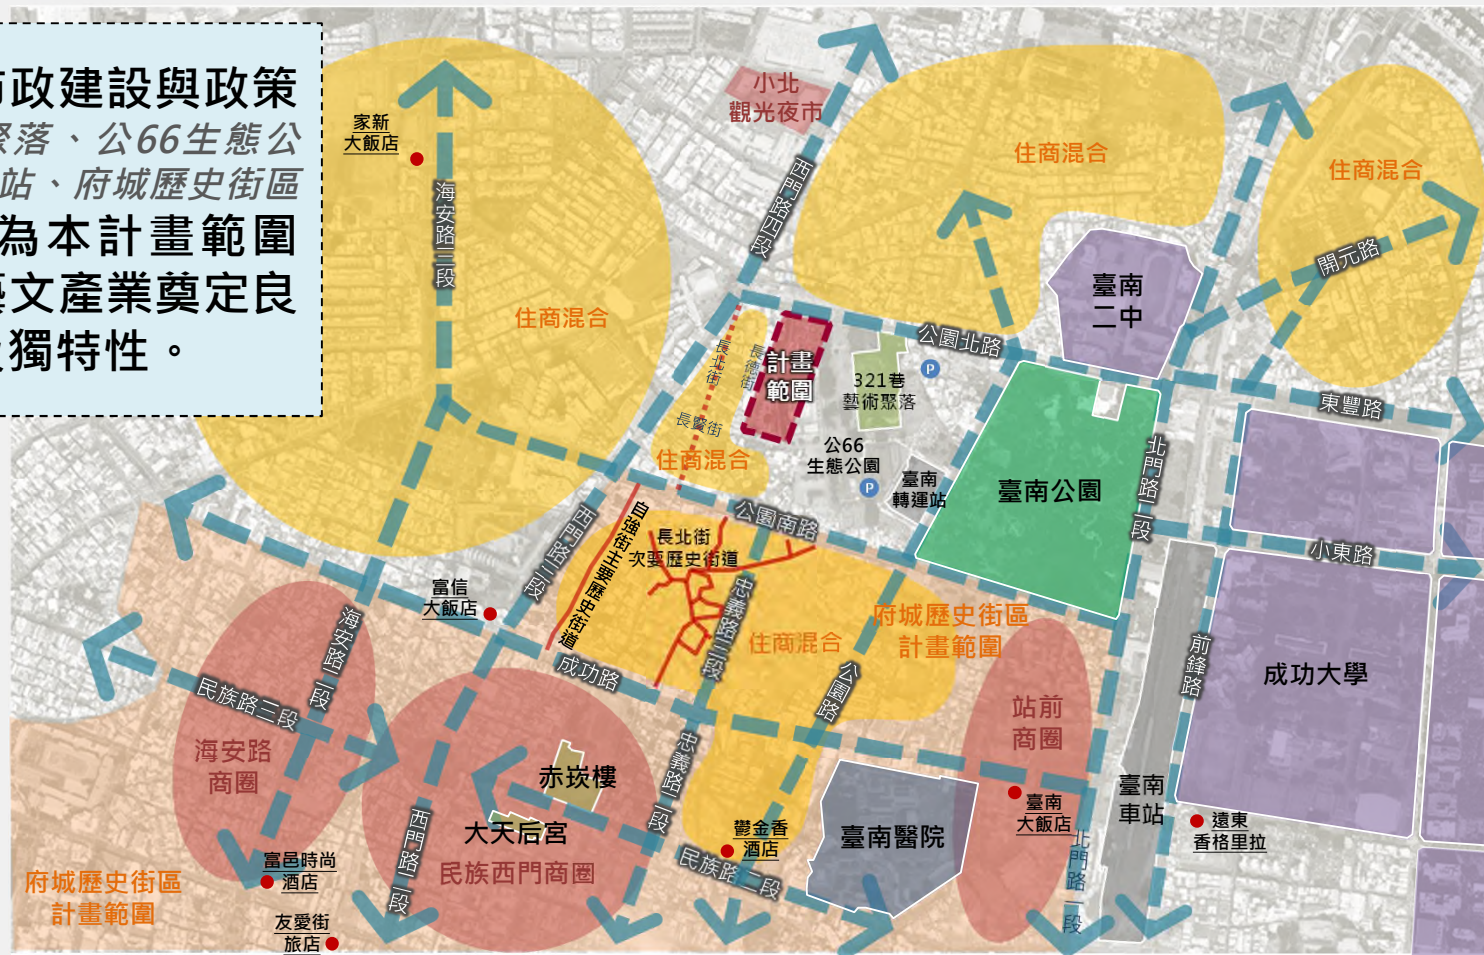 市政建設與政策
聚落、公66生態公
站、府城歷史街區
為本計畫範圍
藝文產業奠定良
獨特性。
小北
觀光夜市
家新
大飯店
住商混合
住商混合
海安路三段
西門路四段
開元路
臺南
二中
住商混合
公園北路
長北街
長德街
計畫
範圍
321巷
藝術聚落
P
東豐路
長賢街
住商混合
公66
生態公園
P
臺南
轉運站
臺南公園
北門路二段
公園南路
自強街主要歷史街道
長北街
次要歷史街道
西門路三段
小東路
富信
大飯店
忠義路三段
府城歷史街區
計畫範圍
住商混合
海安路二段
成功路
公園路
前鋒路
成功大學
民族路三段
站前
商圈
海安路
商圈
赤崁樓
忠義路二段
臺南
車站
臺南
大飯店
大天后宮
西門路二段
鬱金香
酒店
臺南醫院
遠東
香格里拉
民族西門商圈
民族路二段
北門路一段
富邑時尚
酒店
府城歷史街區
計畫範圍
友愛街
旅店